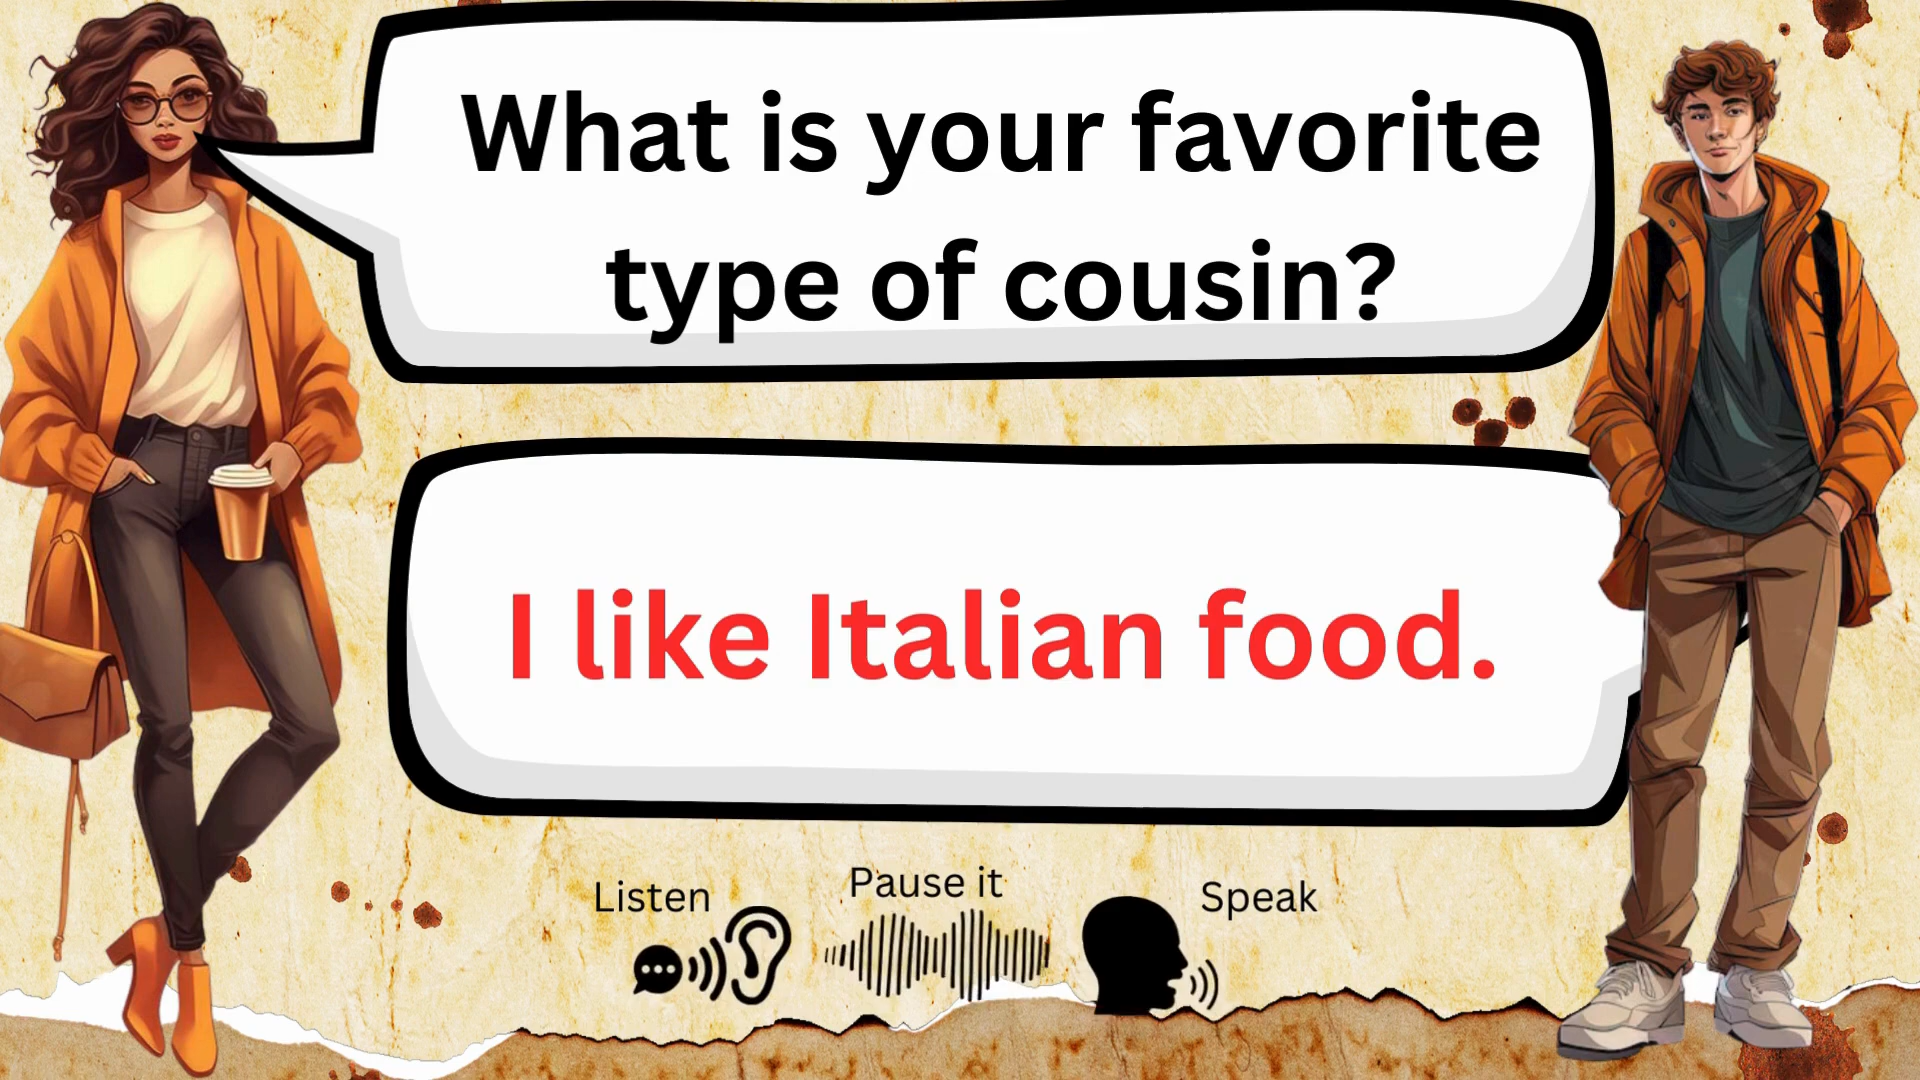 What is your favorite
type of cousin?
I like Italian food.
Listen
Pause it
Speak